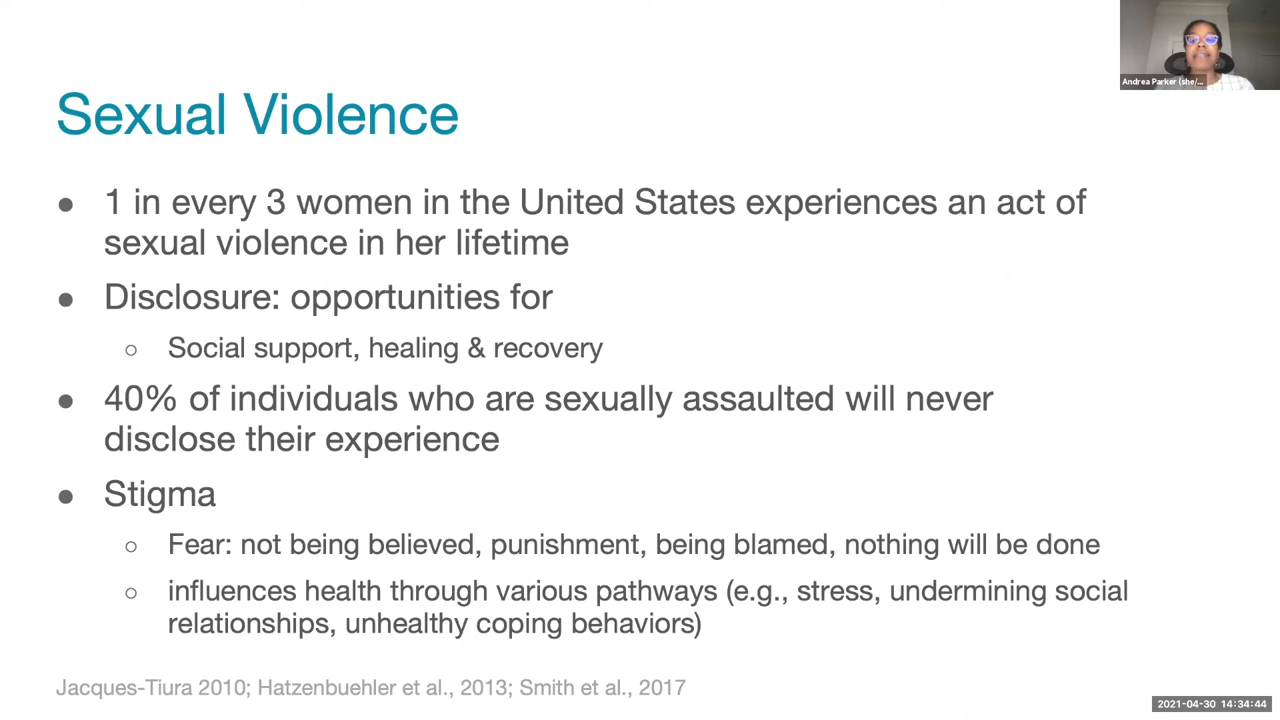 Andrea Parker (she/...
Sexual Violence
● 1 in every 3 women in the United States experiences an act of
sexual violence in her lifetime
● Disclosure: opportunities for
○ Social support, healing & recovery
● 40% of individuals who are sexually assaulted will never
disclose their experience
● Stigma
○ Fear: not being believed, punishment, being blamed, nothing will be done
○ influences health through various pathways (e.g., stress, undermining social
relationships, unhealthy coping behaviors)
Jacques-Tiura 2010; Hatzenbuehler et al., 2013; Smith et al., 2017
2021-04-30 14:34:44